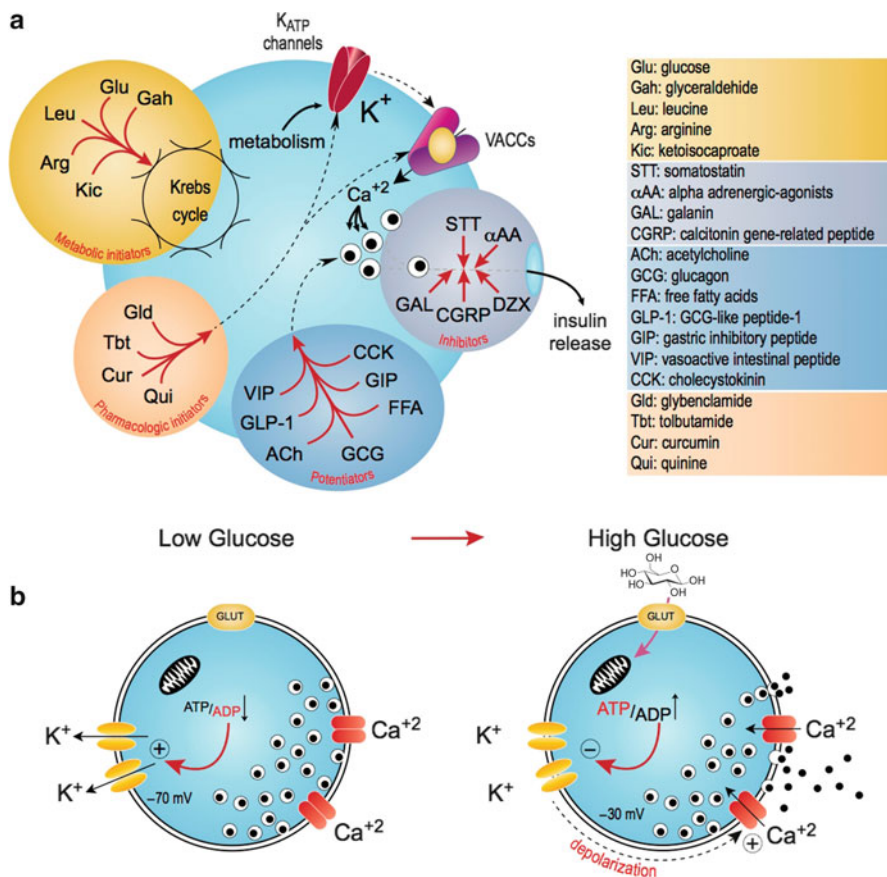 a
K_ATP
channels
K+
metabolism
VACCs
Glu
Gah
Leu
Arg
Kic
Krebs
cycle
Metabolic initiators
Ca+2
STT
αAA
GAL
CGRP
DZX
Inhibitors
insulin
release
Gld
Tbt
Cur
Qui
Pharmacologic initiators
CCK
VIP
GIP
GLP-1
FFA
ACh
GCG
Potentiators
Glu: glucose
Gah: glyceraldehide
Leu: leucine
Arg: arginine
Kic: ketoisocaproate
STT: somatostatin
αAA: alpha adrenergic-agonists
GAL: galanin
CGRP: calcitonin gene-related peptide
ACh: acetylcholine
GCG: glucagon
FFA: free fatty acids
GLP-1: GCG-like peptide-1
GIP: gastric inhibitory peptide
VIP: vasoactive intestinal peptide
CCK: cholecystokinin
Gld: glybenclamide
Tbt: tolbutamide
Cur: curcumin
Qui: quinine
Low Glucose
High Glucose
b
GLUT
ATP/ADP
K+
K+
+
–70 mV
Ca+2
Ca+2
OH
HO
HO
O
OH
OH
GLUT
ATP/ADP
K+
K+
–
–30 mV
Ca+2
Ca+2
+
depolarization